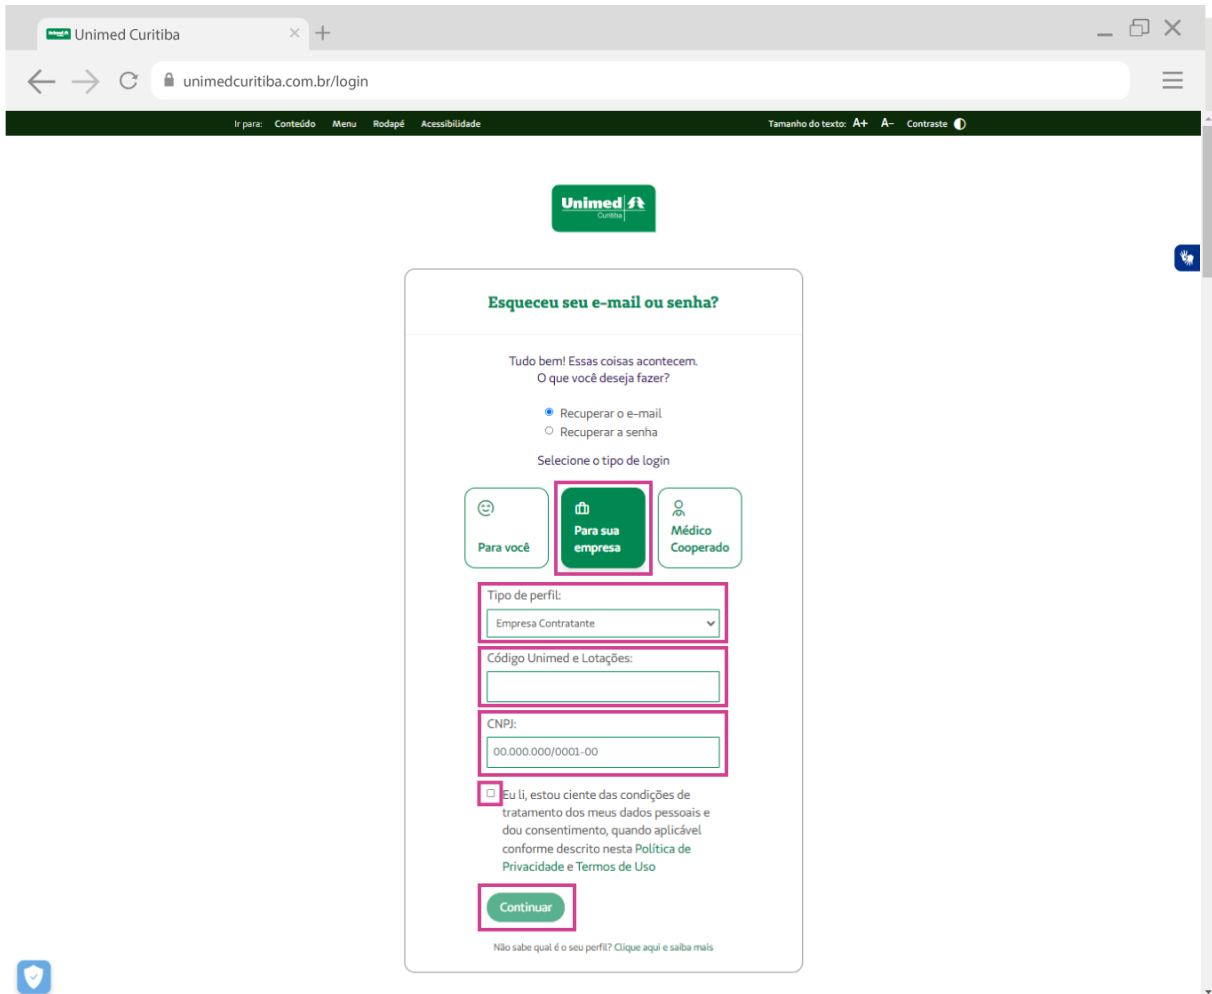 Unimed Curitiba
unimedcuritiba.com.br/login
Ir para: Conteúdo Menu Rodapé Acessibilidade
Tamanho do texto: A+ A- Contraste
Unimed
Curitiba
Esqueceu seu e-mail ou senha?
Tudo bem! Essas coisas acontecem.
O que você deseja fazer?
Recuperar o e-mail
Recuperar a senha
Selecione o tipo de login
Para você
Para sua
empresa
Médico
Cooperado
Tipo de perfil:
Empresa Contratante
Código Unimed e Lotações:
CNPJ:
00.000.000/0001-00
Eu li, estou ciente das condições de
tratamento dos meus dados pessoais e
dou consentimento, quando aplicável
conforme descrito nesta Política de
Privacidade e Termos de Uso
Continuar
Não sabe qual é o seu perfil? Clique aqui e saiba mais